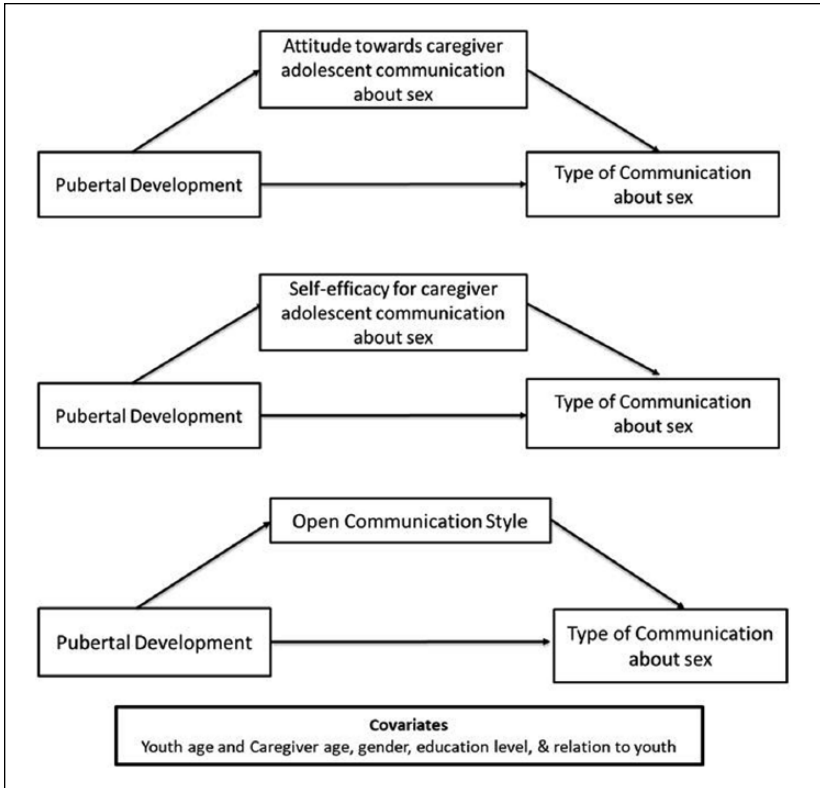 Attitude towards caregiver
adolescent communication
about sex
Pubertal Development
Type of Communication
about sex
Self-efficacy for caregiver
adolescent communication
about sex
Pubertal Development
Type of Communication
about sex
Open Communication Style
Pubertal Development
Type of Communication
about sex
Covariates
Youth age and Caregiver age, gender, education level, & relation to youth